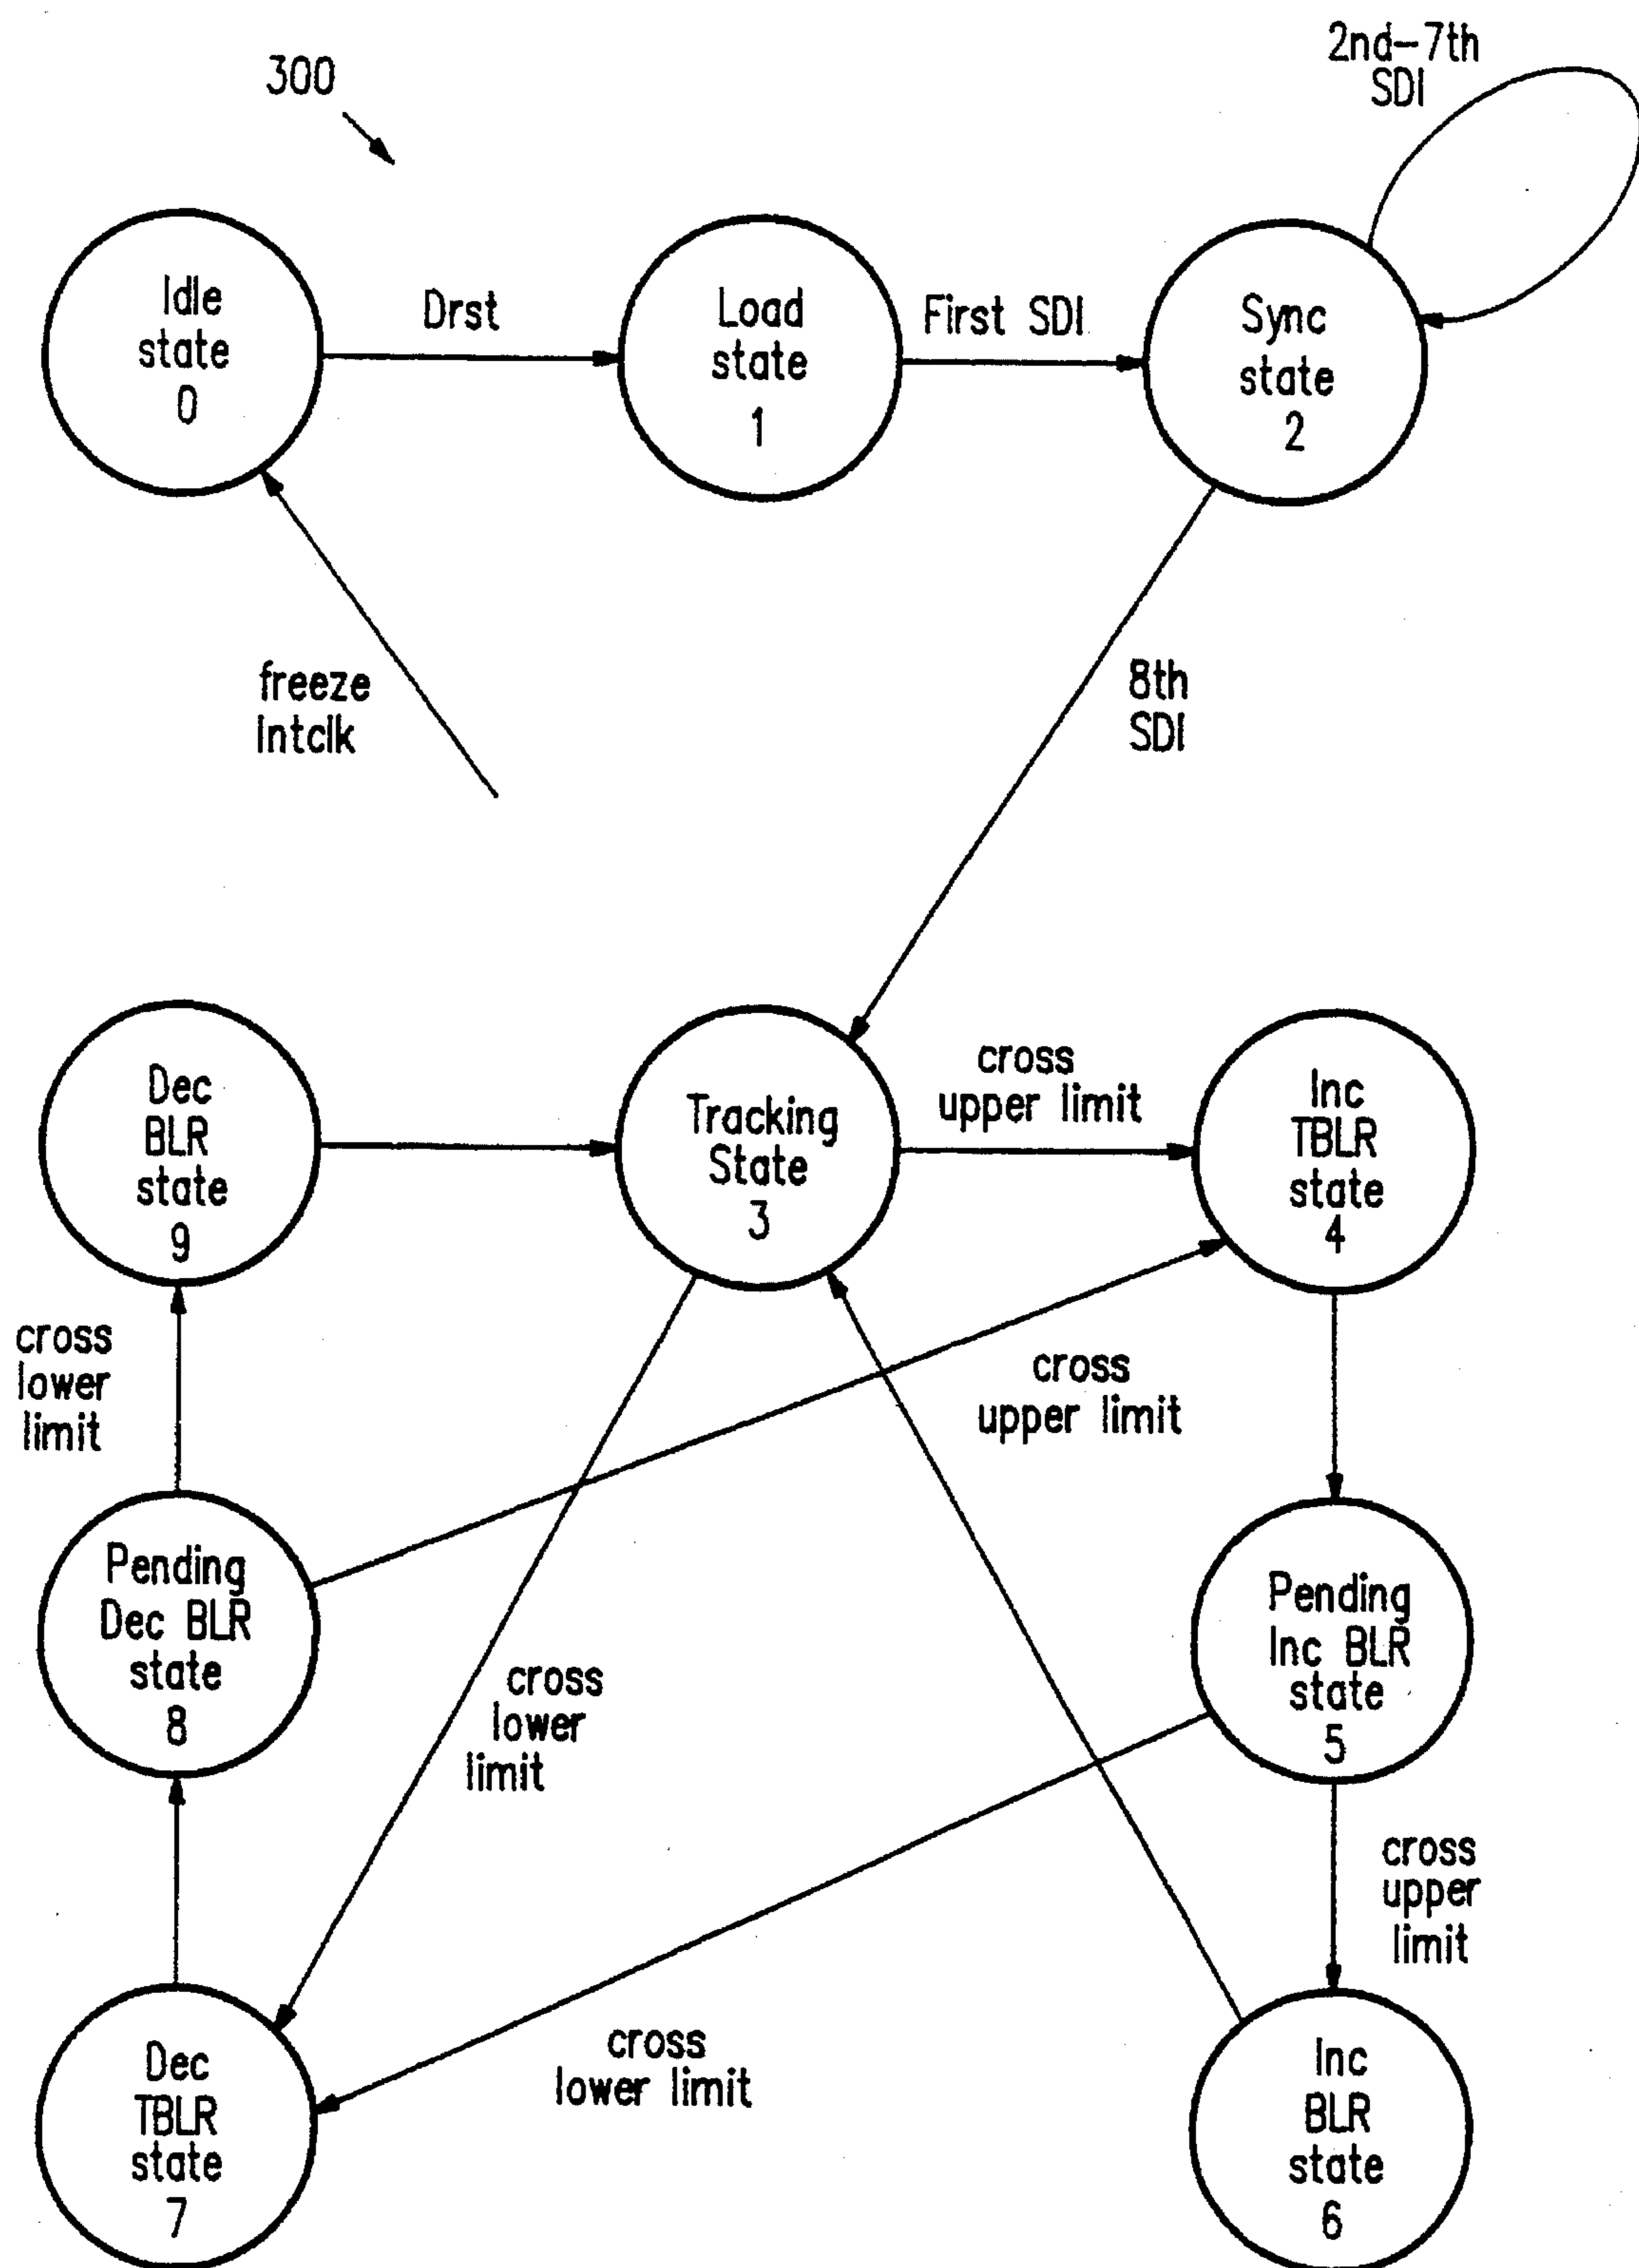 300
2nd-7th
SDI
Idle
state
0
Drst
Load
state
1
First SDI
Sync
state
2
freeze
intclk
8th
SDI
Dec
BLR
state
9
Tracking
State
3
cross
upper limit
Inc
TBLR
state
4
cross
lower
limit
cross
upper limit
Pending
Dec BLR
state
8
Pending
Inc BLR
state
5
cross
lower
limit
cross
upper
limit
Dec
TBLR
state
7
cross
lower limit
Inc
BLR
state
6